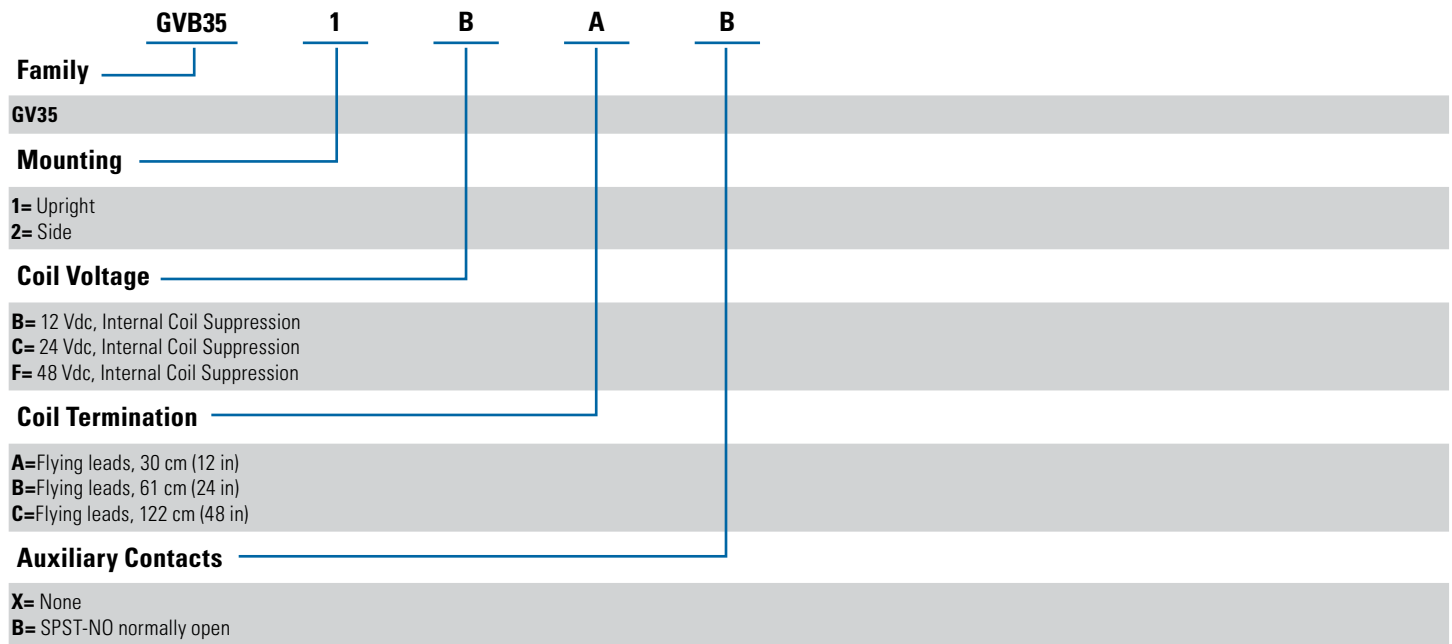 GVB35 1 B A B
Family
GV35
Mounting
1= Upright
2= Side
Coil Voltage
B= 12 Vdc, Internal Coil Suppression
C= 24 Vdc, Internal Coil Suppression
F= 48 Vdc, Internal Coil Suppression
Coil Termination
A=Flying leads, 30 cm (12 in)
B=Flying leads, 61 cm (24 in)
C=Flying leads, 122 cm (48 in)
Auxiliary Contacts
X= None
B= SPST-NO normally open